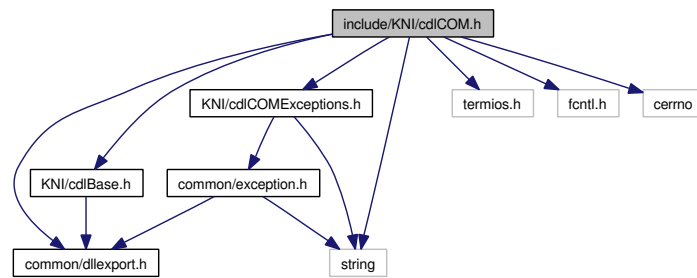 include/KNI/cdlCOM.h
KNI/cdlCOMExceptions.h
termios.h
fcntl.h
cerrno
KNI/cdlBase.h
common/exception.h
common/dllexport.h
string